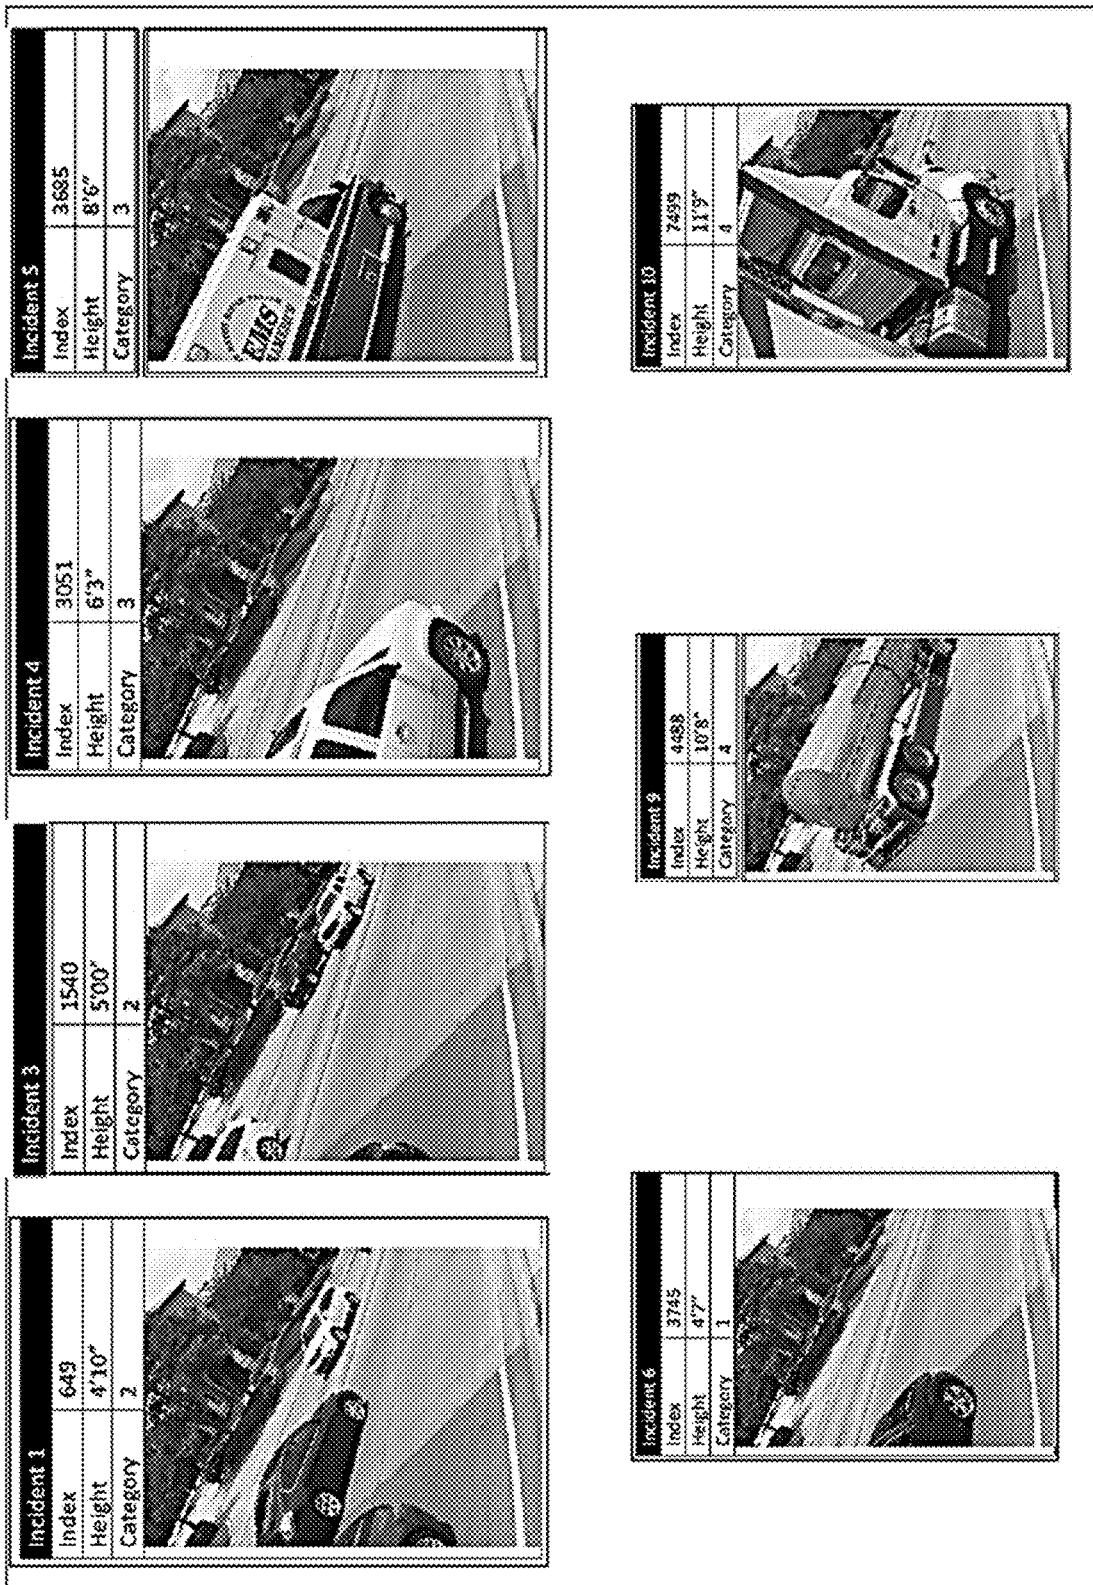 Incident 1
Index 649
Height 4'10"
Category 2
Incident 3
Index 1540
Height 5'00"
Category 2
Incident 4
Index 3051
Height 6'3"
Category 3
Incident 5
Index 3685
Height 8'6"
Category 3
EMS
Incident 6
Index 3745
Height 4'7"
Category 1
Incident 9
Index 4488
Height 10'8"
Category 4
Incident 10
Index 7499
Height 11'9"
Category 4